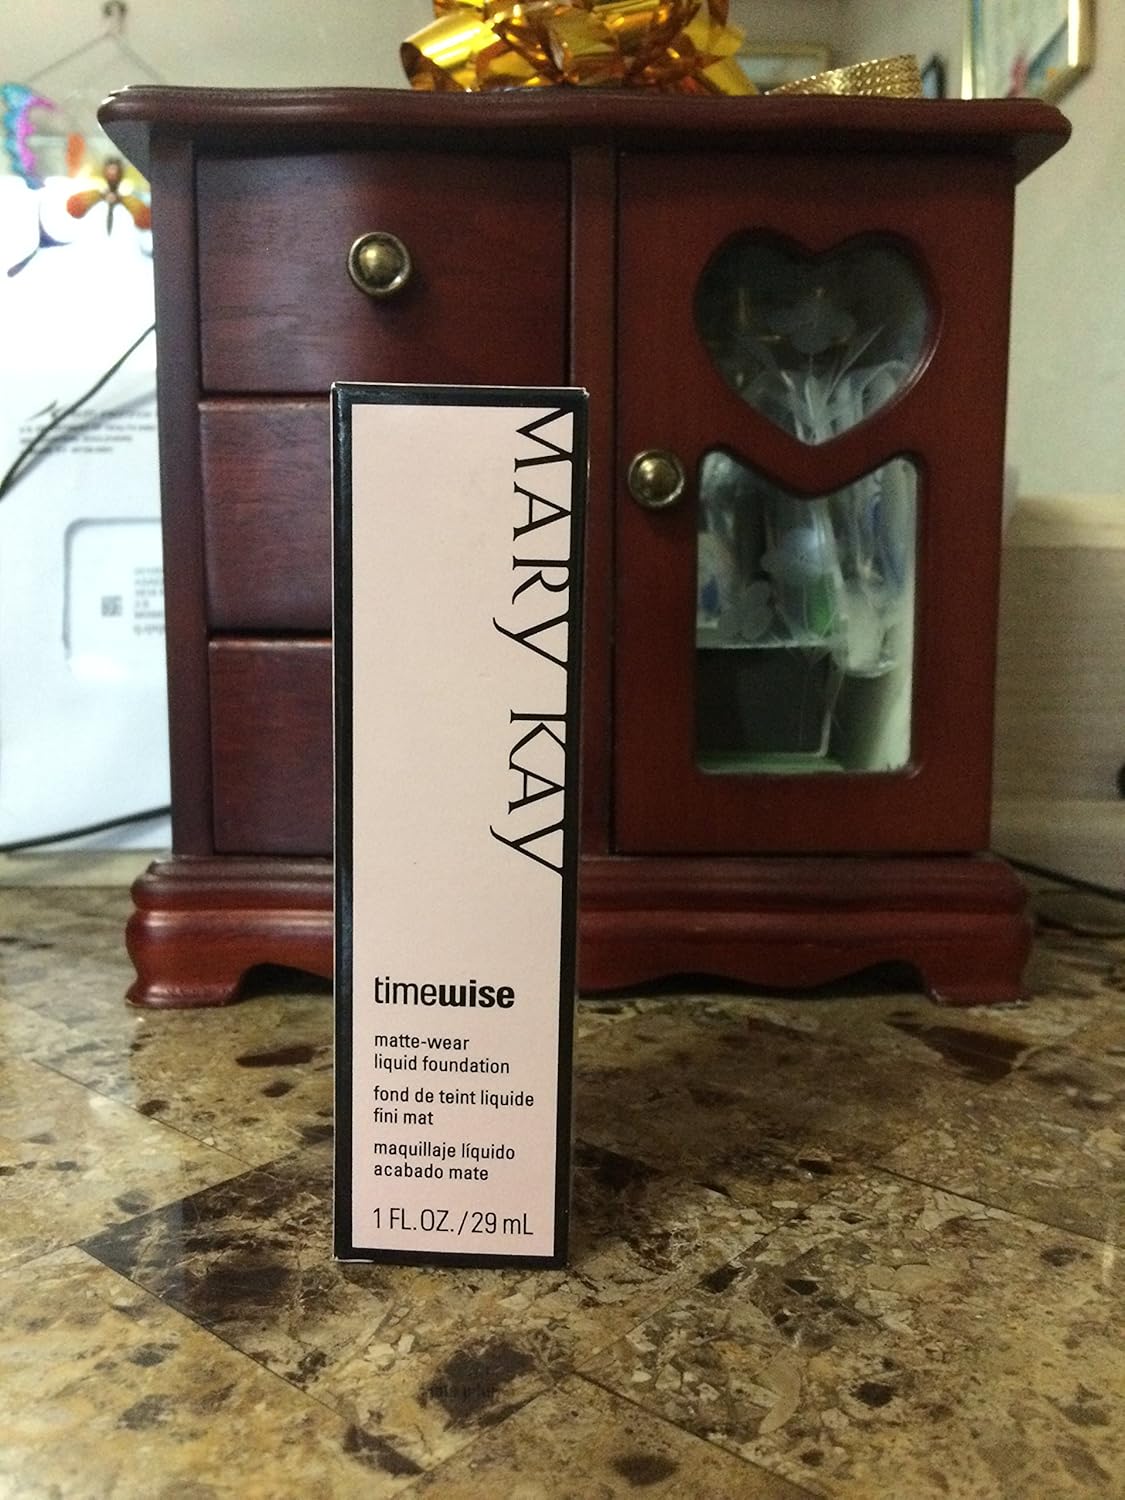 MARY KAY
timewise
matte-wear
liquid foundation
fond de teint liquide
fini mat
maquillaje líquido
acabado mate
1 FL. OZ. / 29 mL